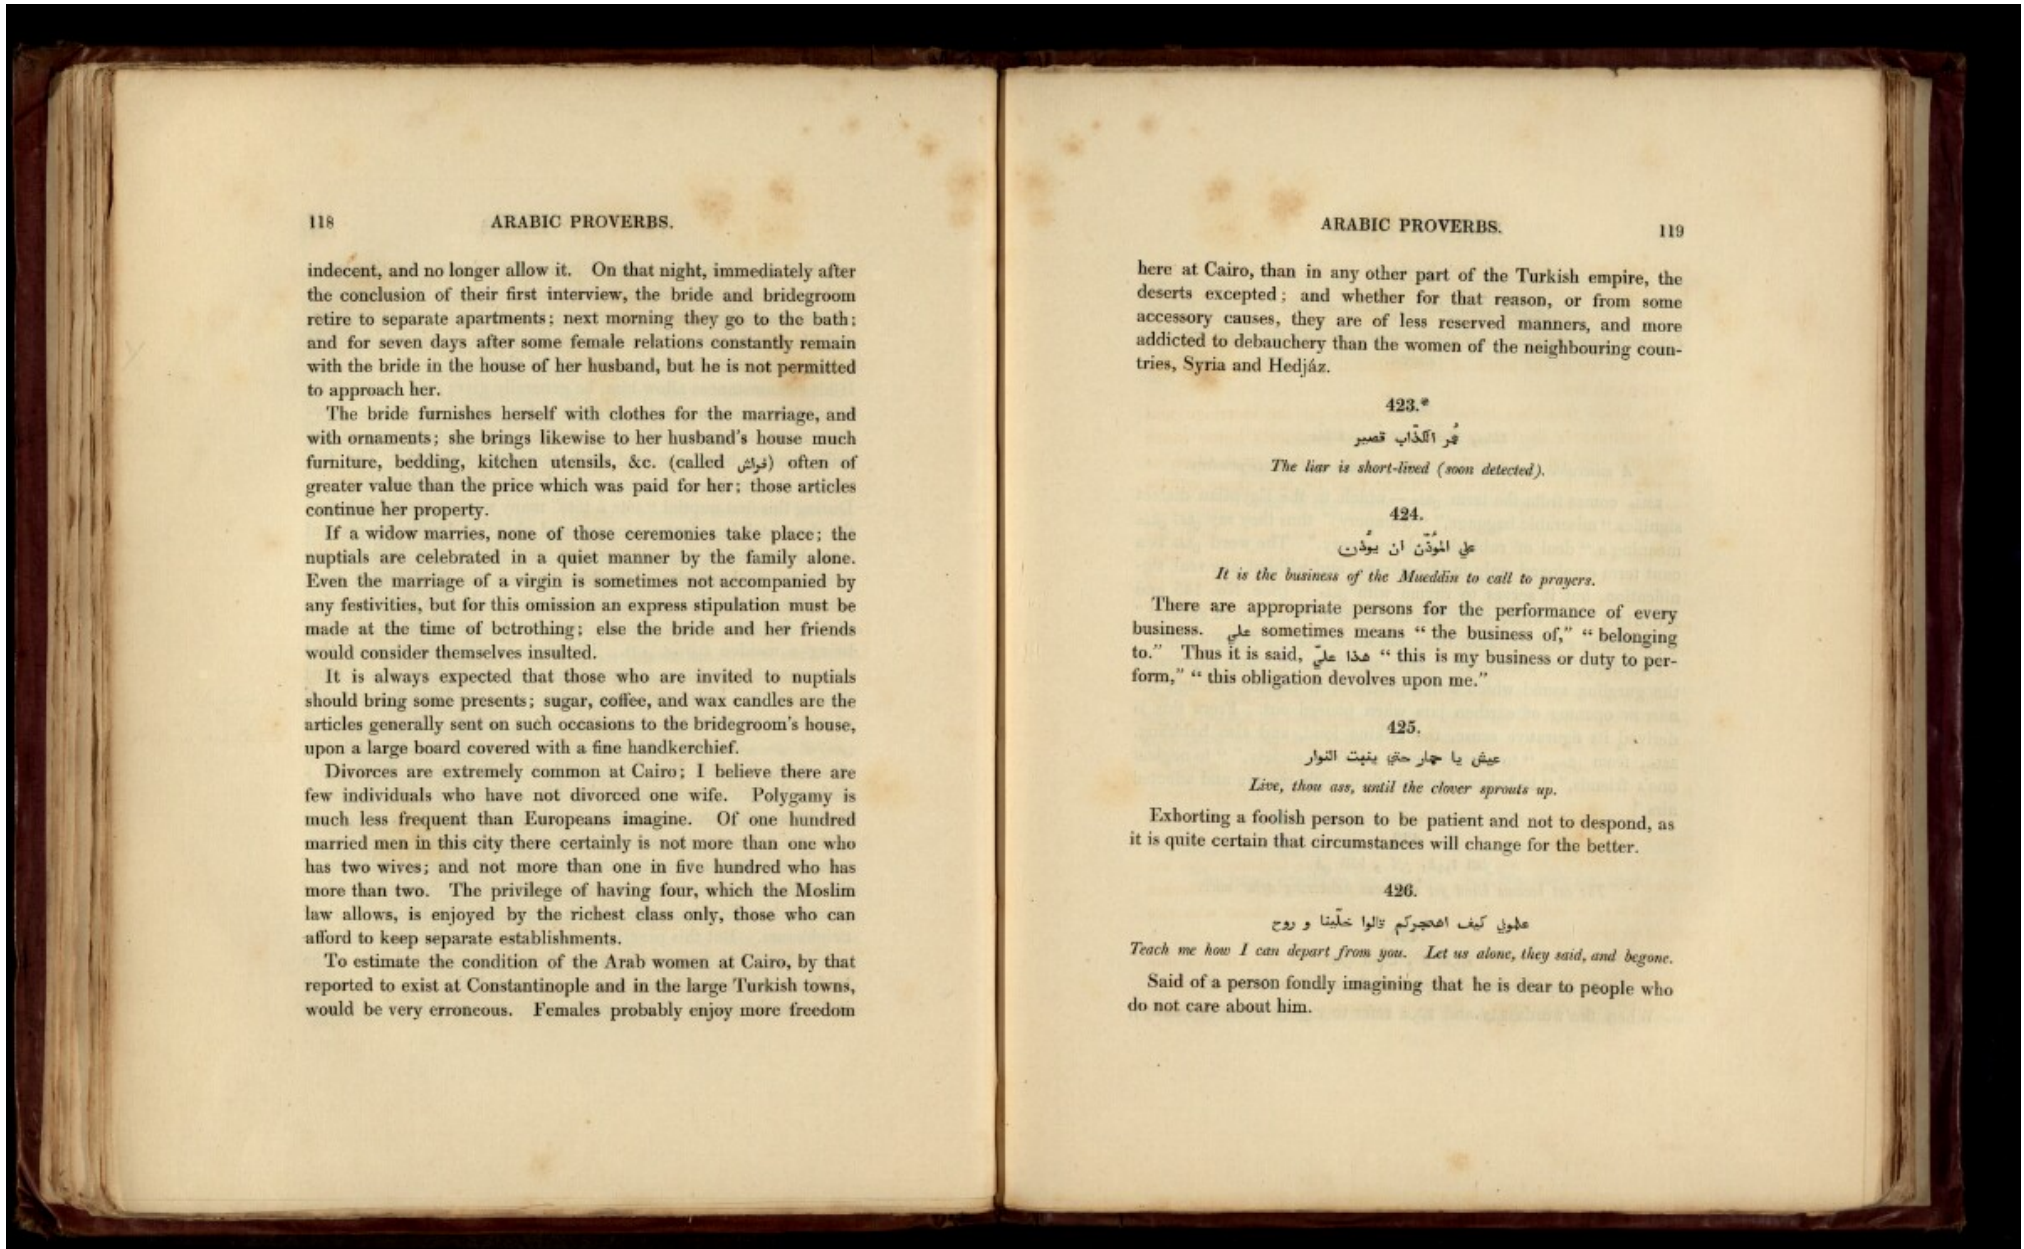 118 ARABIC PROVERBS.
indecent, and no longer allow it. On that night, immediately after
the conclusion of their first interview, the bride and bridegroom
retire to separate apartments; next morning they go to the bath;
and for seven days after some female relations constantly remain
with the bride in the house of her husband, but he is not permitted
to approach her.
The bride furnishes herself with clothes for the marriage, and
with ornaments; she brings likewise to her husband's house much
furniture, bedding, kitchen utensils, &c. (called فراش) often of
greater value than the price which was paid for her; those articles
continue her property.
If a widow marries, none of those ceremonies take place; the
nuptials are celebrated in a quiet manner by the family alone.
Even the marriage of a virgin is sometimes not accompanied by
any festivities, but for this omission an express stipulation must be
made at the time of betrothing; else the bride and her friends
would consider themselves insulted.
It is always expected that those who are invited to nuptials
should bring some presents; sugar, coffee, and wax candles are the
articles generally sent on such occasions to the bridegroom's house,
upon a large board covered with a fine handkerchief.
Divorces are extremely common at Cairo; I believe there are
few individuals who have not divorced one wife. Polygamy is
much less frequent than Europeans imagine. Of one hundred
married men in this city there certainly is not more than one who
has two wives; and not more than one in five hundred who has
more than two. The privilege of having four, which the Moslim
law allows, is enjoyed by the richest class only, those who can
afford to keep separate establishments.
To estimate the condition of the Arab women at Cairo, by that
reported to exist at Constantinople and in the large Turkish towns,
would be very erroneous. Females probably enjoy more freedom
ARABIC PROVERBS. 119
here at Cairo, than in any other part of the Turkish empire, the
deserts excepted; and whether for that reason, or from some
accessory causes, they are of less reserved manners, and more
addicted to debauchery than the women of the neighbouring coun-
tries, Syria and Hedjáz.
423.*
عُمر الكذّاب قصير
The liar is short-lived (soon detected).
424.
علي المُوذّن ان يوذّن
It is the business of the Mueddin to call to prayers.
There are appropriate persons for the performance of every
business. علي sometimes means “ the business of,” “ belonging
to.” Thus it is said, هذا عليّ “ this is my business or duty to per-
form,” “ this obligation devolves upon me.”
425.
عيش يا حمار حتي ينبت النوار
Live, thou ass, until the clover sprouts up.
Exhorting a foolish person to be patient and not to despond, as
it is quite certain that circumstances will change for the better.
426.
علموني كيف اهجركم قالوا خلّينا و روح
Teach me how I can depart from you. Let us alone, they said, and begone.
Said of a person fondly imagining that he is dear to people who
do not care about him.